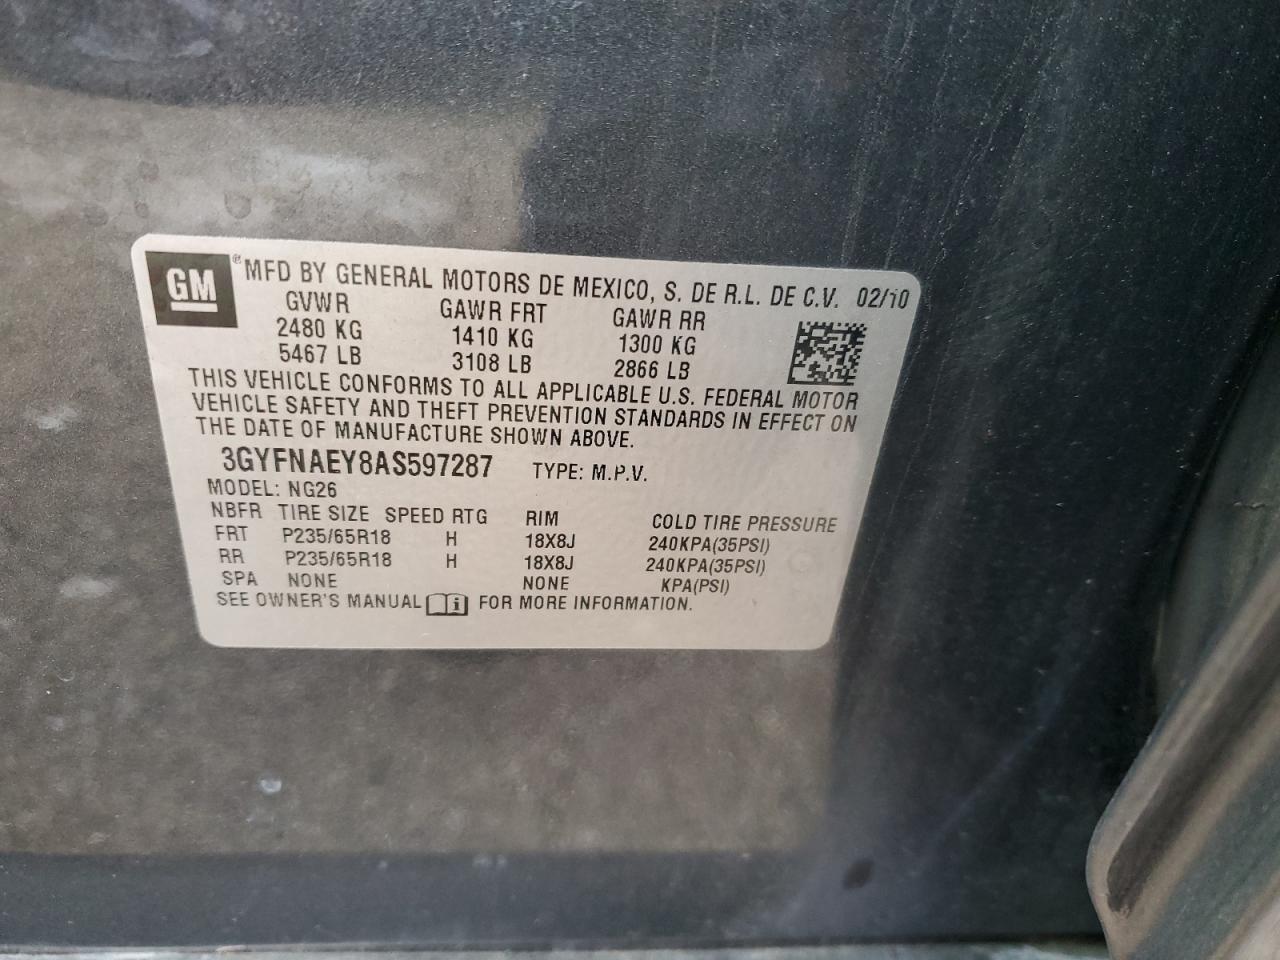 GM ® MFD BY GENERAL MOTORS DE MEXICO, S. DE R.L. DE C.V. 02/10
GVWR GAWR FRT GAWR RR
2480 KG 1410 KG 1300 KG
5467 LB 3108 LB 2866 LB
THIS VEHICLE CONFORMS TO ALL APPLICABLE U.S. FEDERAL MOTOR
VEHICLE SAFETY AND THEFT PREVENTION STANDARDS IN EFFECT ON
THE DATE OF MANUFACTURE SHOWN ABOVE.
3GYFNAEY8AS597287 TYPE: M.P.V.
MODEL: NG26
NBFR TIRE SIZE SPEED RTG RIM COLD TIRE PRESSURE
FRT P235/65R18 H 18X8J 240KPA(35PSI)
RR P235/65R18 H 18X8J 240KPA(35PSI)
SPA NONE NONE KPA(PSI)
SEE OWNER'S MANUAL i FOR MORE INFORMATION.